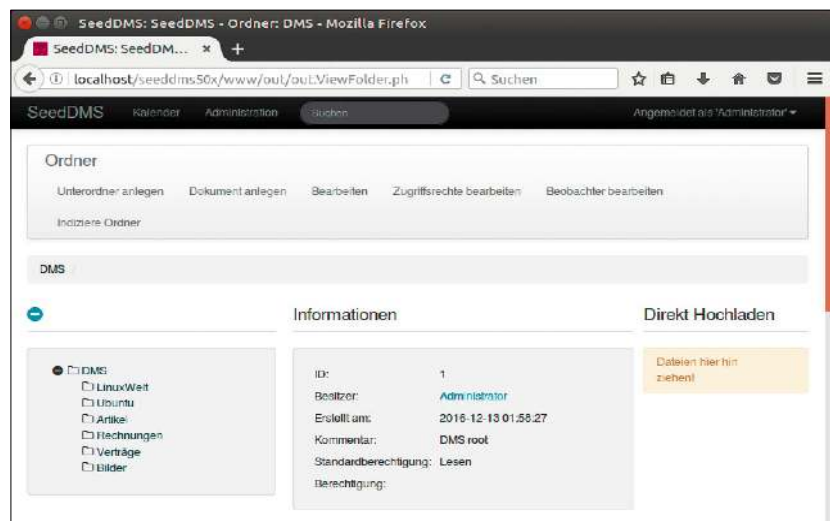 SeedDMS: SeedDMS - Ordner: DMS - Mozilla Firefox
SeedDMS: SeedDM... × +
localhost/seeddms50x/www/out/out.ViewFolder.ph Suchen
SeedDMS Kalender Administration Suchen Angemeldet als 'Administrator'
Ordner
Unterordner anlegen Dokument anlegen Bearbeiten Zugriffsrechte bearbeiten Beobachter bearbeiten
Indiziere Ordner
DMS /
Informationen Direkt Hochladen
DMS
LinuxWelt
Ubuntu
Artikel
Rechnungen
Verträge
Bilder
ID: 1
Besitzer: Administrator
Erstellt am: 2016-12-13 01:58:27
Kommentar: DMS root
Standardberechtigung: Lesen
Berechtigung:
Dateien hier hin
ziehen!